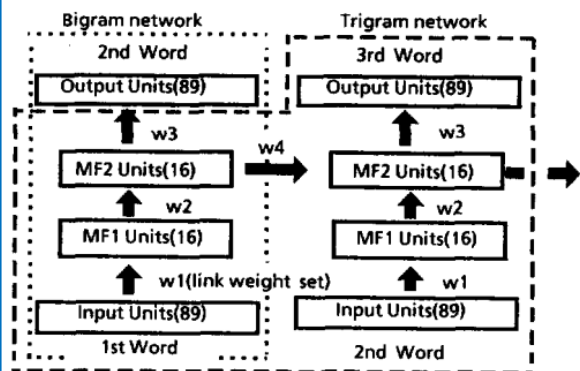 Bigram network
Trigram network
2nd Word
3rd Word
Output Units(89)
Output Units(89)
w3
w4
w3
MF2 Units(16)
MF2 Units(16)
w2
w2
MF1 Units(16)
MF1 Units(16)
w1(link weight set)
w1
Input Units(89)
Input Units(89)
1st Word
2nd Word